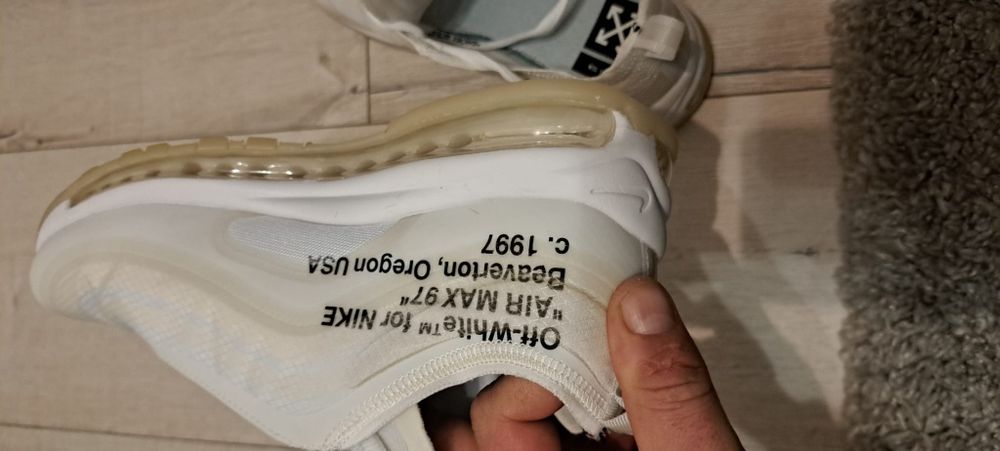 Off-White™ for NIKE
"AIR MAX 97"
Beaverton, Oregon USA
c. 1997